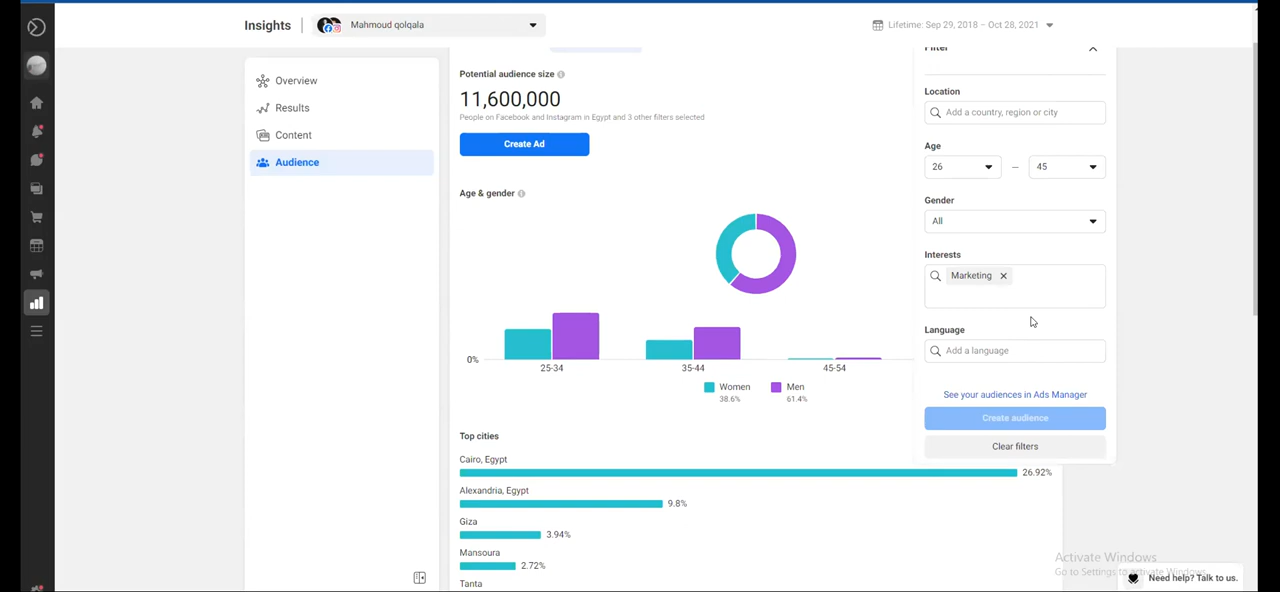 Insights
Mahmoud qolqala
Lifetime: Sep 29, 2018 – Oct 28, 2021
Overview
Results
Content
Audience
Potential audience size
11,600,000
People on Facebook and Instagram in Egypt and 3 other filters selected
Create Ad
Age & gender
0%
25-34
35-44
45-54
Women
38.6%
Men
61.4%
Top cities
Cairo, Egypt
26.92%
Alexandria, Egypt
9.8%
Giza
3.94%
Mansoura
2.72%
Tanta
Filter
Location
Add a country, region or city
Age
26 — 45
Gender
All
Interests
Marketing
Language
Add a language
See your audiences in Ads Manager
Create audience
Clear filters
Activate Windows
Go to Settings to activate Windows.
Need help? Talk to us.